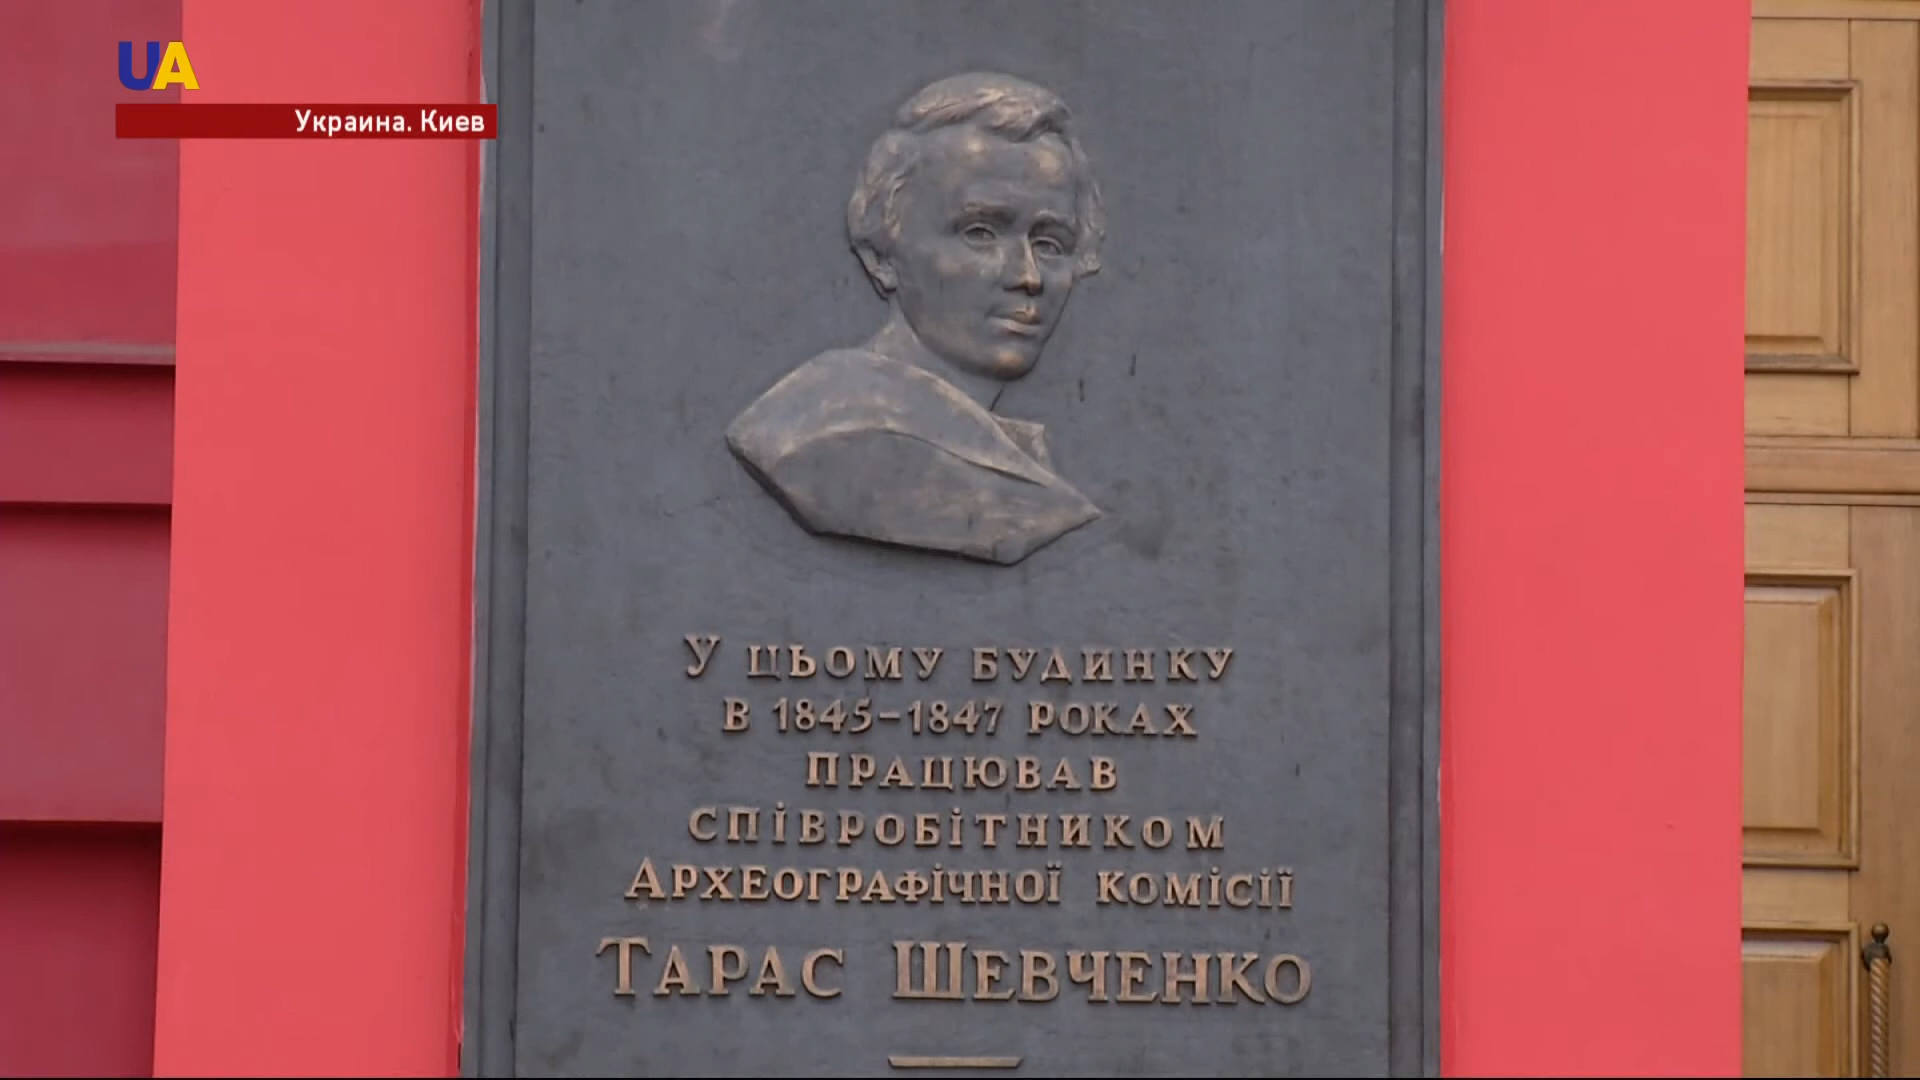 UA
Украина. Киев
У ЦЬОМУ БУДИНКУ
В 1845-1847 РОКАХ
ПРАЦЮВАВ
СПІВРОБІТНИКОМ
АРХЕОГРАФІЧНОЇ КОМІСІЇ
ТАРАС ШЕВЧЕНКО